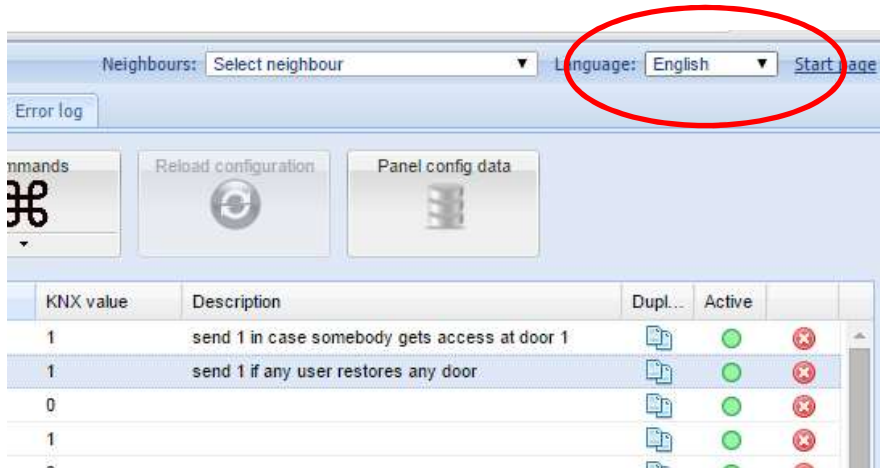 Neighbours: Select neighbour Language: English Start page
Error log
mmands Reload configuration Panel config data
KNX value Description Dupl... Active
1 send 1 in case somebody gets access at door 1
1 send 1 if any user restores any door
0
1